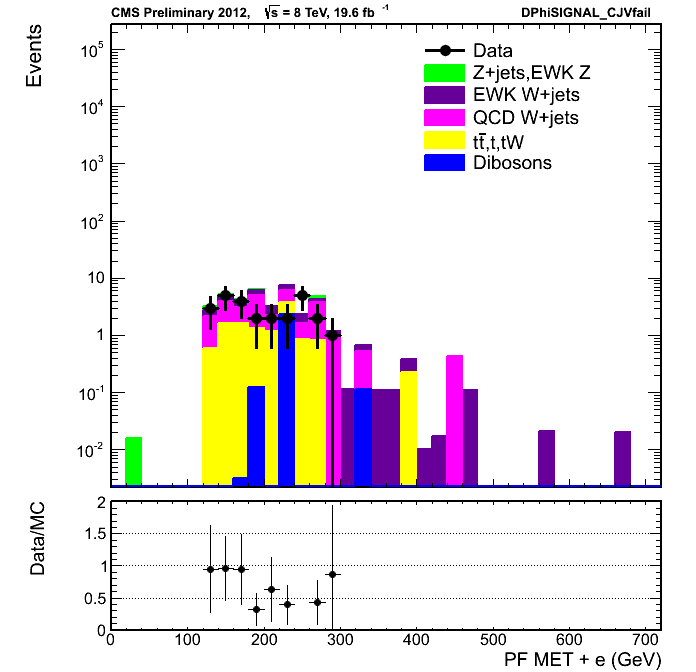 CMS Preliminary 2012, √s = 8 TeV, 19.6 fb⁻¹ DPhiSIGNAL_CJVfail
Events
Data
Z+jets,EWK Z
EWK W+jets
QCD W+jets
tt̄,t,tW
Dibosons
10⁵
10⁴
10³
10²
10
1
10⁻¹
10⁻²
Data/MC
2
1.5
1
0.5
0
0 100 200 300 400 500 600 700
PF MET + e (GeV)